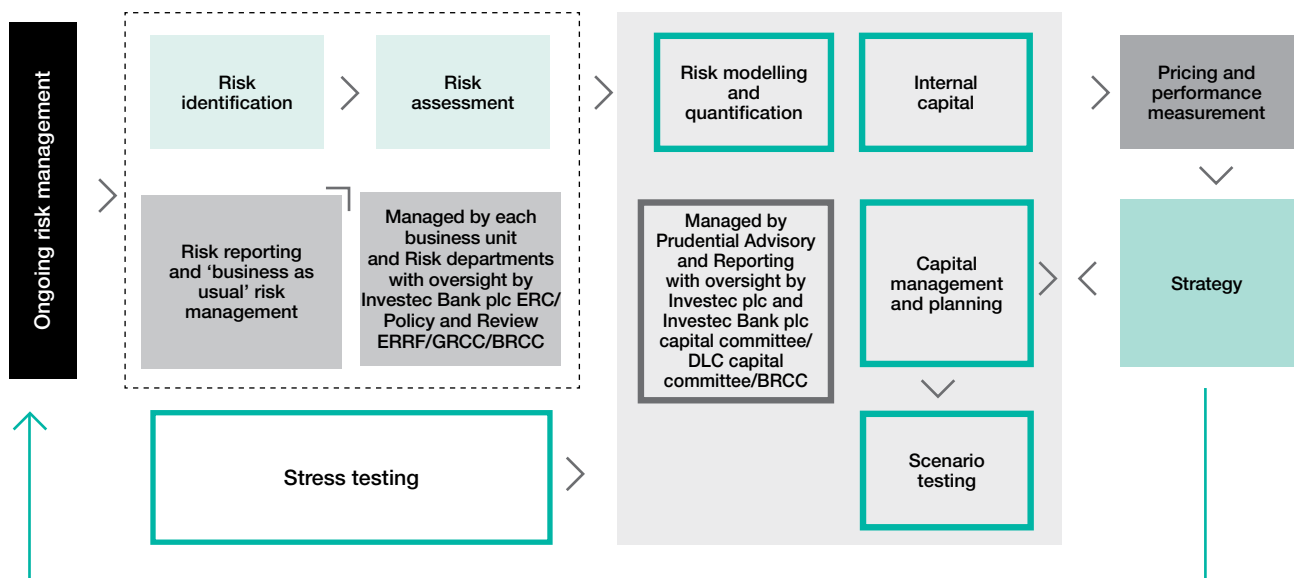 Ongoing risk management
Risk
identification
Risk
assessment
Risk reporting
and ‘business as
usual’ risk
management
Managed by each
business unit
and Risk departments
with oversight by
Investec Bank plc ERC/
Policy and Review
ERRF/GRCC/BRCC
Stress testing
Risk modelling
and
quantification
Internal
capital
Managed by
Prudential Advisory
and Reporting
with oversight by
Investec plc and
Investec Bank plc
capital committee/
DLC capital
committee/BRCC
Capital
management
and planning
Scenario
testing
Pricing and
performance
measurement
Strategy